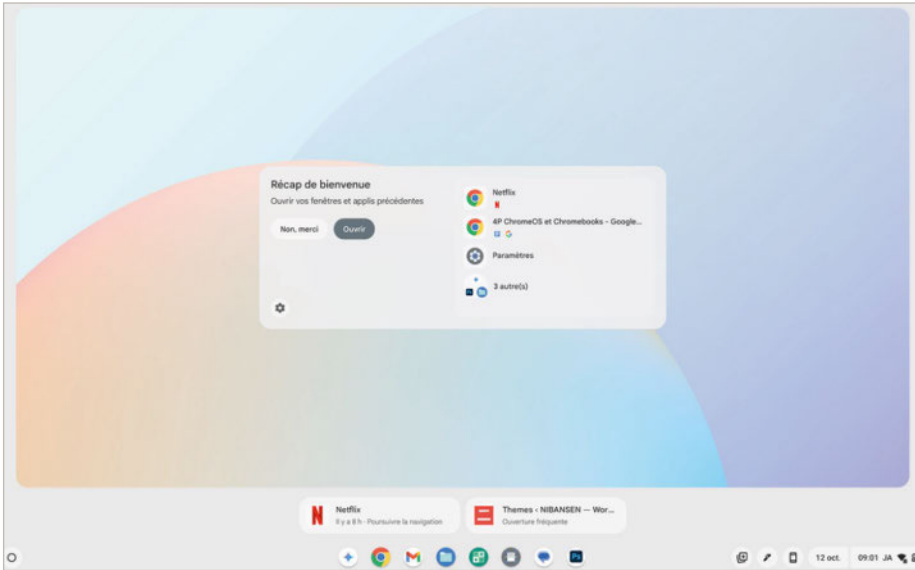 Récap de bienvenue
Ouvrir vos fenêtres et applis précédentes
Non, merci
Ouvrir
Netflix
4P ChromeOS et Chromebooks - Google...
Paramètres
3 autre(s)
Netflix
Il y a 8 h · Poursuivre la navigation
Themes ‹ NIBANSEN — Wor...
Ouverture fréquente
12 oct.
09:01 JA